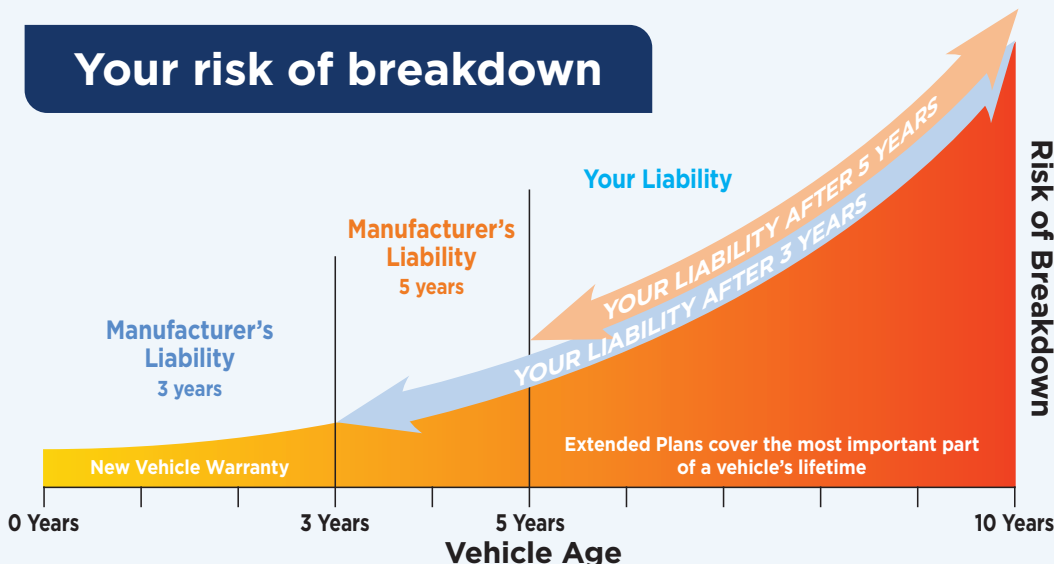 Your risk of breakdown
Your Liability
Manufacturer's
Liability
5 years
Manufacturer's
Liability
3 years
YOUR LIABILITY AFTER 5 YEARS
YOUR LIABILITY AFTER 3 YEARS
Risk of Breakdown
New Vehicle Warranty
Extended Plans cover the most important part
of a vehicle's lifetime
0 Years
3 Years
5 Years
10 Years
Vehicle Age